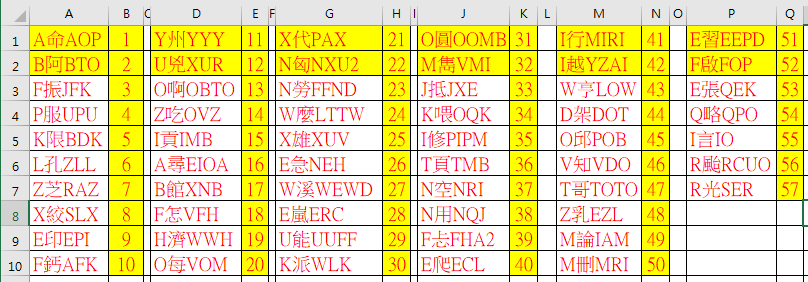 A B C D E F G H I J K L M N O P Q
1 A命AOP 1 Y州YYY 11 X代PAX 21 O圓OOMB 31 I行MIRI 41 E習EEPD 51
2 B阿BTO 2 U兇XUR 12 N匈NXU2 22 M雋VMI 32 I越YZAI 42 F啟FOP 52
3 F振JFK 3 O啊OBTO 13 N勞FFND 23 J抵JXE 33 W亨LOW 43 E張QEK 53
4 P服UPU 4 Z吃OVZ 14 W麼LTTW 24 K喂OQK 34 D架DOT 44 Q略QPO 54
5 K限BDK 5 I貢IMB 15 X雄XUV 25 I修PIPM 35 O邱POB 45 I言IO 55
6 L孔ZLL 6 A尋EIOA 16 E急NEH 26 T頁TMB 36 V知VDO 46 R颱RCUO 56
7 Z芝RAZ 7 B館XNB 17 W溪WEWD 27 N空NRI 37 T哥TOTO 47 R光SER 57
8 X絞SLX 8 F怎VFH 18 E嵐ERC 28 N用NQJ 38 Z乳EZL 48
9 E印EPI 9 H濟WWH 19 U能UUFF 29 F忐FHA2 39 M論IAM 49
10 F鈣AFK 10 O每VOM 20 K派WLK 30 E爬ECL 40 M刪MRI 50